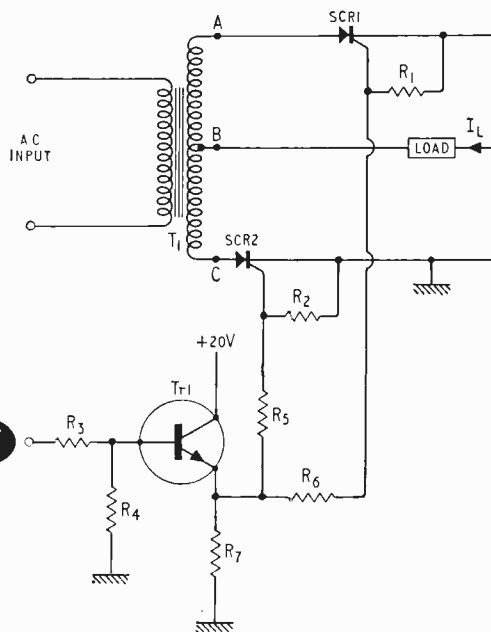 A
SCR1
R1
AC
INPUT
B
IL
LOAD
T1
SCR2
C
R2
+20V
Tr1
R5
R3
R6
R4
R7